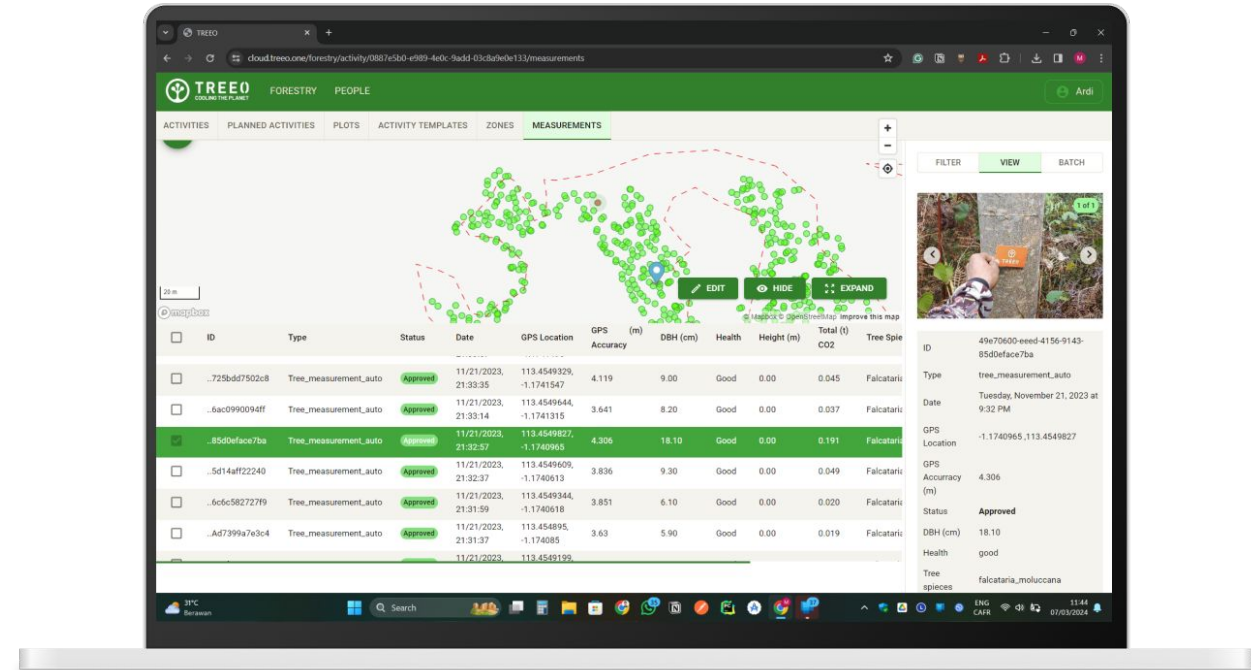 TREEO
cloud.treeo.one/forestry/activity/0887e5b0-e989-4e0c-9add-03c8a9e0e133/measurements
TREEO
COOLING THE PLANET
FORESTRY PEOPLE
Ardi
ACTIVITIES PLANNED ACTIVITIES PLOTS ACTIVITY TEMPLATES ZONES MEASUREMENTS
FILTER VIEW BATCH
1 of 1
TREEO
EDIT HIDE EXPAND
20 m
mapbox
© Mapbox © OpenStreetMap Improve this map
ID Type Status Date GPS Location GPS (m) Accuracy DBH (cm) Health Height (m) Total (t) CO2 Tree Spie
..725bdd7502c8 Tree_measurement_auto Approved 11/21/2023, 21:33:35 113.4549329, -1.1741547 4.119 9.00 Good 0.00 0.045 Falcataria
..6ac0990094ff Tree_measurement_auto Approved 11/21/2023, 21:33:14 113.4549644, -1.1741315 3.641 8.20 Good 0.00 0.037 Falcataria
..85d0eface7ba Tree_measurement_auto Approved 11/21/2023, 21:32:57 113.4549827, -1.1740965 4.306 18.10 Good 0.00 0.191 Falcataria
..5d14aff22240 Tree_measurement_auto Approved 11/21/2023, 21:32:37 113.4549609, -1.1740613 3.836 9.30 Good 0.00 0.049 Falcataria
..6c6c582727f9 Tree_measurement_auto Approved 11/21/2023, 21:31:59 113.4549344, -1.1740618 3.851 6.10 Good 0.00 0.020 Falcataria
..Ad7399a7e3c4 Tree_measurement_auto Approved 11/21/2023, 21:31:37 113.454895, -1.174085 3.63 5.90 Good 0.00 0.019 Falcataria
11/21/2023, 113.4549199,
ID 49e70600-eeed-4156-9143-85d0eface7ba
Type tree_measurement_auto
Date Tuesday, November 21, 2023 at 9:32 PM
GPS Location -1.1740965 ,113.4549827
GPS Accurracy (m) 4.306
Status Approved
DBH (cm) 18.10
Health good
Tree spieces falcataria_moluccana
31°C
Berawan
Search
ENG
CAFR
11:44
07/03/2024